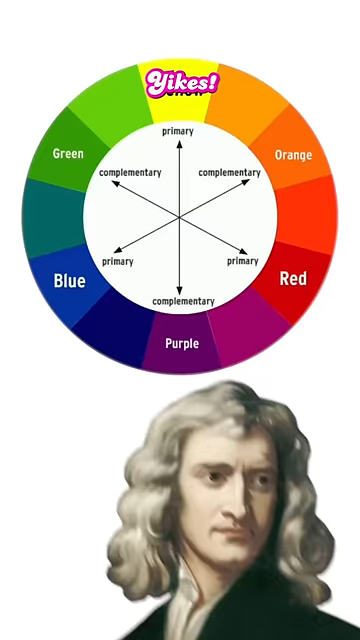 Yikes!
primary
Green
Orange
complementary
complementary
primary
primary
Blue
Red
complementary
Purple